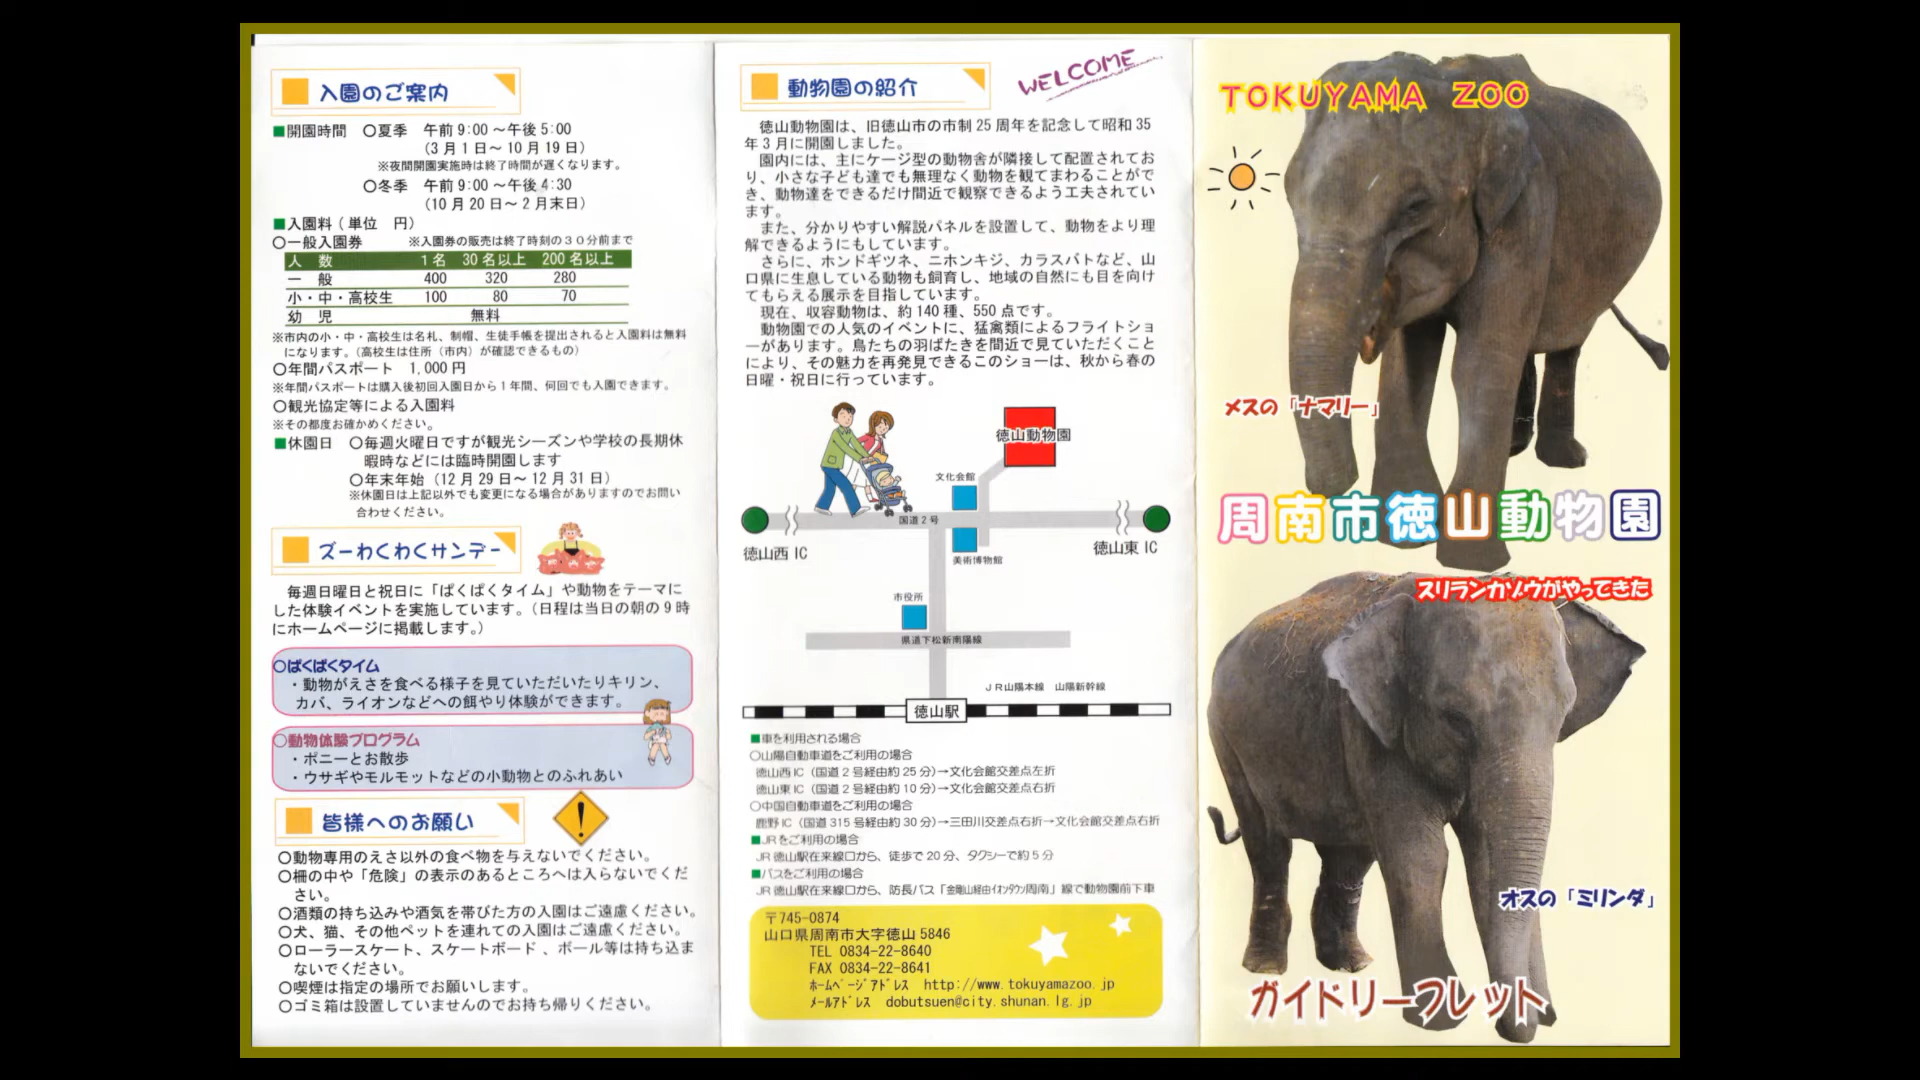 入園のご案内
■開園時間　○夏季　午前9:00～午後5:00
(3月1日～10月19日)
※夜間開園実施時は終了時間が遅くなります。
○冬季　午前9:00～午後4:30
(10月20日～2月末日)
■入園料(単位　円)
○一般入園券　※入園券の販売は終了時刻の30分前まで
人　数　1名　30名以上　200名以上
一　般　400　320　280
小・中・高校生　100　80　70
幼　児　無料
※市内の小・中・高校生は名札、制帽、生徒手帳を提出されると入園料は無料
になります。(高校生は住所(市内)が確認できるもの)
○年間パスポート　1,000円
※年間パスポートは購入後初回入園日から1年間、何回でも入園できます。
○観光協定等による入園料
※その都度お確かめください。
■休園日　○毎週火曜日ですが観光シーズンや学校の長期休
暇時などには臨時開園します
○年末年始(12月29日～12月31日)
※休園日は上記以外でも変更になる場合がありますのでお問い
合わせください。
ズーわくわくサンデー
毎週日曜日と祝日に「ぱくぱくタイム」や動物をテーマに
した体験イベントを実施しています。(日程は当日の朝の9時
にホームページに掲載します。)
○ぱくぱくタイム
・動物がえさを食べる様子を見ていただいたりキリン、
カバ、ライオンなどへの餌やり体験ができます。
○動物体験プログラム
・ポニーとお散歩
・ウサギやモルモットなどの小動物とのふれあい
皆様へのお願い
○動物専用のえさ以外の食べ物を与えないでください。
○柵の中や「危険」の表示のあるところへは入らないでくだ
さい。
○酒類の持ち込みや酒気を帯びた方の入園はご遠慮ください。
○犬、猫、その他ペットを連れての入園はご遠慮ください。
○ローラースケート、スケートボード、ボール等は持ち込ま
ないでください。
○喫煙は指定の場所でお願いします。
○ゴミ箱は設置していませんのでお持ち帰りください。
動物園の紹介
WELCOME
徳山動物園は、旧徳山市の市制25周年を記念して昭和35
年3月に開園しました。
園内には、主にケージ型の動物舎が隣接して配置されてお
り、小さな子ども達でも無理なく動物を観てまわることがで
き、動物達をできるだけ間近で観察できるよう工夫されてい
ます。
また、分かりやすい解説パネルを設置して、動物をより理
解できるようにもしています。
さらに、ホンドギツネ、ニホンキジ、カラスバトなど、山
口県に生息している動物も飼育し、地域の自然にも目を向け
てもらえる展示を目指しています。
現在、収容動物は、約140種、550点です。
動物園での人気のイベントに、猛禽類によるフライトショ
ーがあります。鳥たちの羽ばたきを間近で見ていただくこと
により、その魅力を再発見できるこのショーは、秋から春の
日曜・祝日に行っています。
徳山動物園
文化会館
国道2号
徳山西IC
徳山東IC
美術博物館
市役所
県道下松新南陽線
JR山陽本線　山陽新幹線
徳山駅
■車を利用される場合
○山陽自動車道をご利用の場合
徳山西IC(国道2号経由約25分)→文化会館交差点左折
徳山東IC(国道2号経由約10分)→文化会館交差点右折
○中国自動車道をご利用の場合
鹿野IC(国道315号経由約30分)→三田川交差点右折→文化会館交差点右折
■JRをご利用の場合
JR徳山駅在来線口から、徒歩で20分、タクシーで約5分
■バスをご利用の場合
JR徳山駅在来線口から、防長バス「金剛山経由イオンタウン周南」線で動物園前下車
〒745-0874
山口県周南市大字徳山5846
TEL 0834-22-8640
FAX 0834-22-8641
ﾎｰﾑﾍﾟｰｼﾞｱﾄﾞﾚｽ http://www.tokuyamazoo.jp
ﾒｰﾙｱﾄﾞﾚｽ dobutsuen@city.shunan.lg.jp
TOKUYAMA ZOO
メスの「ナマリー」
周南市徳山動物園
スリランカゾウがやってきた
オスの「ミリンダ」
ガイドリーフレット